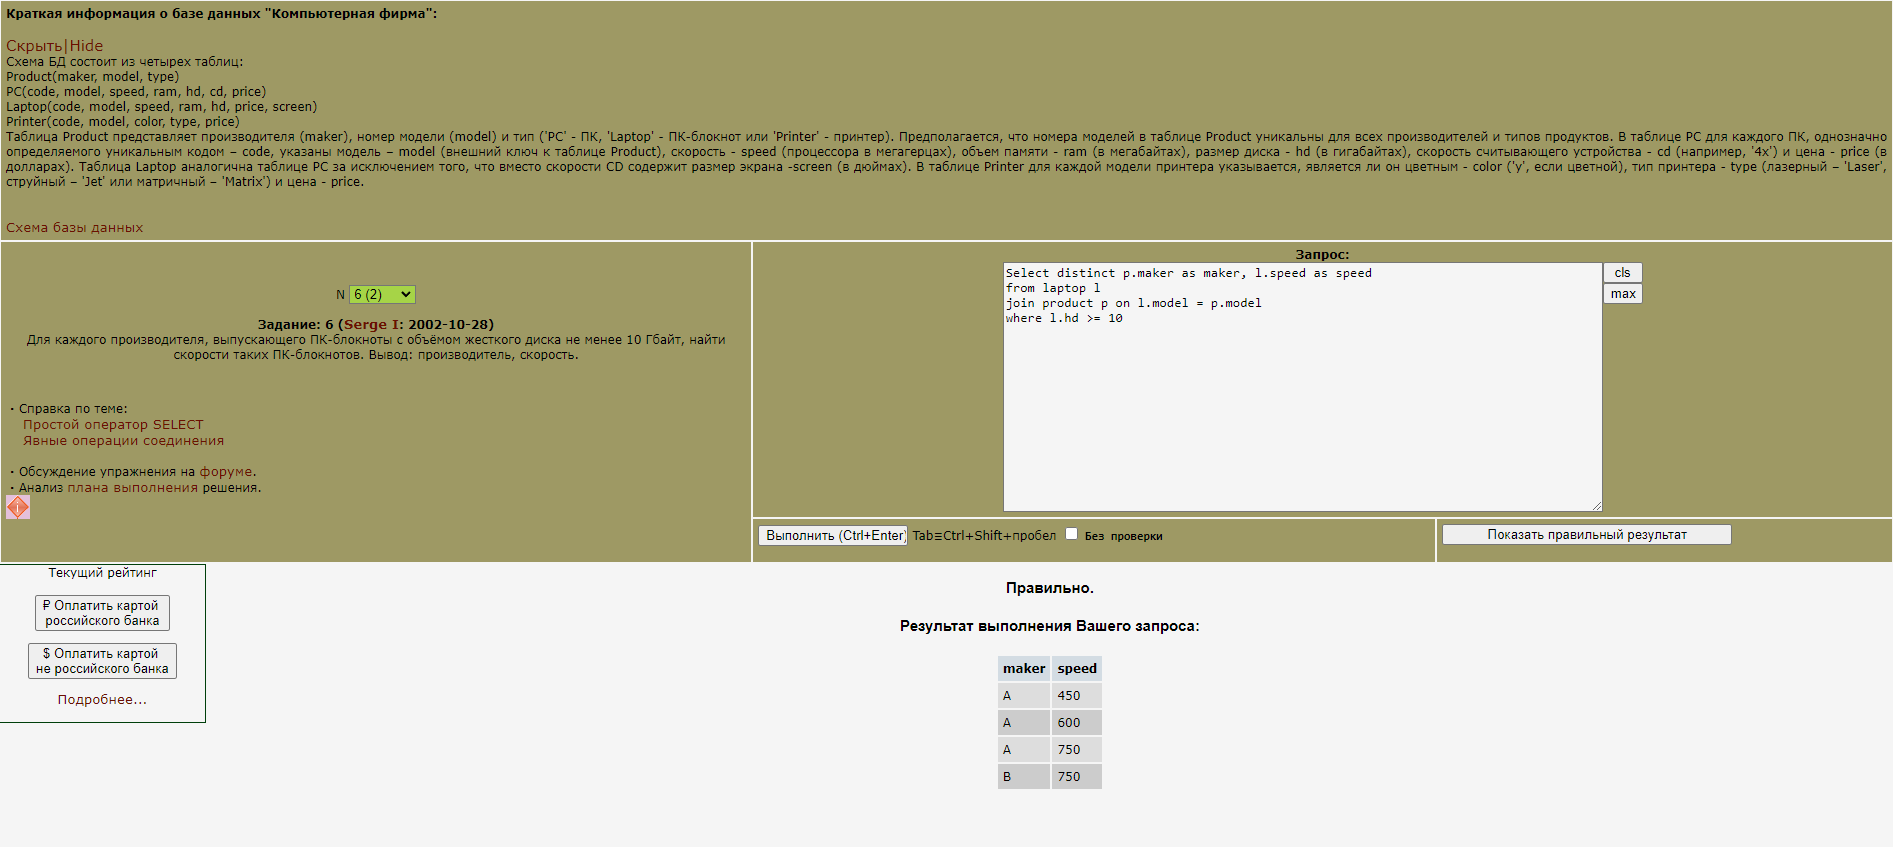 Краткая информация о базе данных "Компьютерная фирма":
Скрыть|Hide
Схема БД состоит из четырех таблиц:
Product(maker, model, type)
PC(code, model, speed, ram, hd, cd, price)
Laptop(code, model, speed, ram, hd, price, screen)
Printer(code, model, color, type, price)
Таблица Product представляет производителя (maker), номер модели (model) и тип ('PC' - ПК, 'Laptop' - ПК-блокнот или 'Printer' - принтер). Предполагается, что номера моделей в таблице Product уникальны для всех производителей и типов продуктов. В таблице PC для каждого ПК, однозначно
определяемого уникальным кодом – code, указаны модель – model (внешний ключ к таблице Product), скорость - speed (процессора в мегагерцах), объем памяти - ram (в мегабайтах), размер диска - hd (в гигабайтах), скорость считывающего устройства - cd (например, '4x') и цена - price (в
долларах). Таблица Laptop аналогична таблице РС за исключением того, что вместо скорости CD содержит размер экрана -screen (в дюймах). В таблице Printer для каждой модели принтера указывается, является ли он цветным - color ('y', если цветной), тип принтера - type (лазерный – 'Laser',
струйный – 'Jet' или матричный – 'Matrix') и цена - price.
Схема базы данных
N 6 (2)
Задание: 6 (Serge I: 2002-10-28)
Для каждого производителя, выпускающего ПК-блокноты c объёмом жесткого диска не менее 10 Гбайт, найти
скорости таких ПК-блокнотов. Вывод: производитель, скорость.
· Справка по теме:
Простой оператор SELECT
Явные операции соединения
· Обсуждение упражнения на форуме.
· Анализ плана выполнения решения.
Запрос:
Select distinct p.maker as maker, l.speed as speed
from laptop l
join product p on l.model = p.model
where l.hd >= 10
cls
max
Выполнить (Ctrl+Enter) Tab≡Ctrl+Shift+пробел Без проверки
Показать правильный результат
Текущий рейтинг
₽ Оплатить картой
российского банка
$ Оплатить картой
не российского банка
Подробнее...
Правильно.
Результат выполнения Вашего запроса:
maker speed
A 450
A 600
A 750
B 750